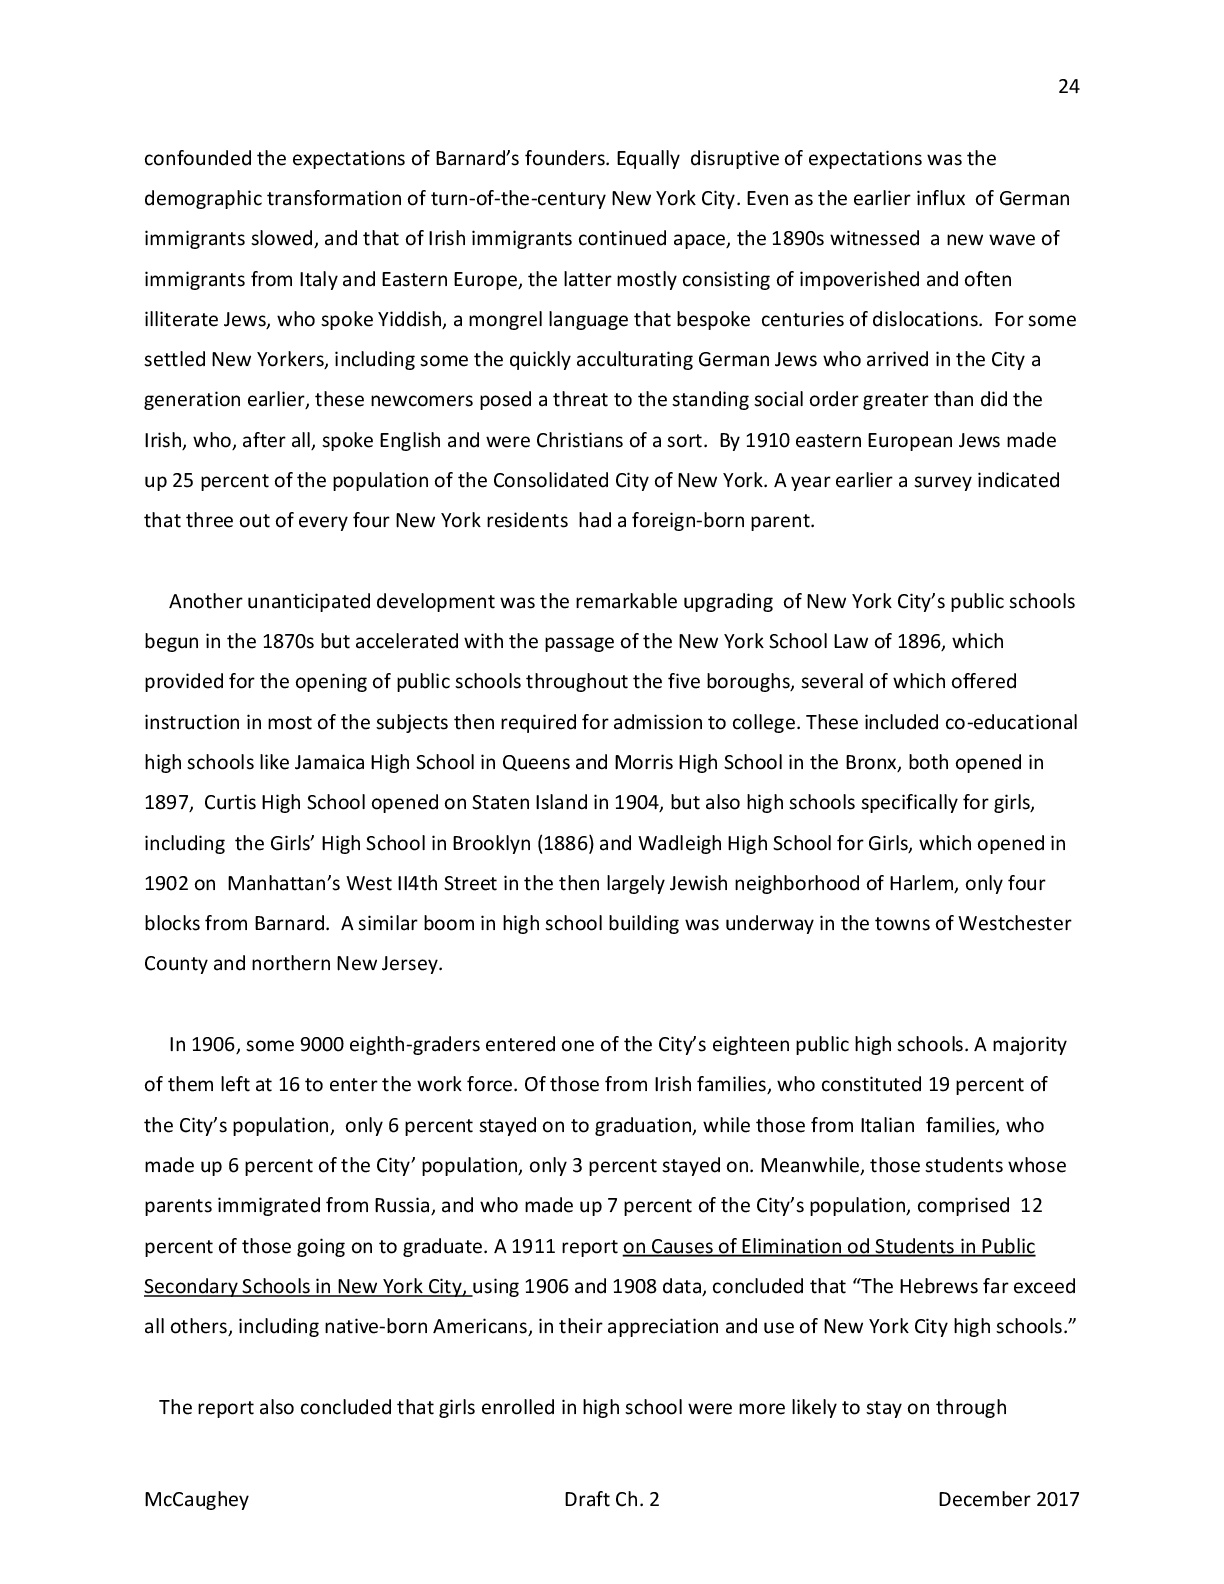 24
confounded the expectations of Barnard’s founders. Equally  disruptive of expectations was the
demographic transformation of turn-of-the-century New York City. Even as the earlier influx  of German
immigrants slowed, and that of Irish immigrants continued apace, the 1890s witnessed  a new wave of
immigrants from Italy and Eastern Europe, the latter mostly consisting of impoverished and often
illiterate Jews, who spoke Yiddish, a mongrel language that bespoke  centuries of dislocations.  For some
settled New Yorkers, including some the quickly acculturating German Jews who arrived in the City a
generation earlier, these newcomers posed a threat to the standing social order greater than did the
Irish, who, after all, spoke English and were Christians of a sort.  By 1910 eastern European Jews made
up 25 percent of the population of the Consolidated City of New York. A year earlier a survey indicated
that three out of every four New York residents  had a foreign-born parent.
Another unanticipated development was the remarkable upgrading  of New York City’s public schools
begun in the 1870s but accelerated with the passage of the New York School Law of 1896, which
provided for the opening of public schools throughout the five boroughs, several of which offered
instruction in most of the subjects then required for admission to college. These included co-educational
high schools like Jamaica High School in Queens and Morris High School in the Bronx, both opened in
1897,  Curtis High School opened on Staten Island in 1904, but also high schools specifically for girls,
including  the Girls’ High School in Brooklyn (1886) and Wadleigh High School for Girls, which opened in
1902 on  Manhattan’s West II4th Street in the then largely Jewish neighborhood of Harlem, only four
blocks from Barnard.  A similar boom in high school building was underway in the towns of Westchester
County and northern New Jersey.
In 1906, some 9000 eighth-graders entered one of the City’s eighteen public high schools. A majority
of them left at 16 to enter the work force. Of those from Irish families, who constituted 19 percent of
the City’s population,  only 6 percent stayed on to graduation, while those from Italian  families, who
made up 6 percent of the City’ population, only 3 percent stayed on. Meanwhile, those students whose
parents immigrated from Russia, and who made up 7 percent of the City’s population, comprised  12
percent of those going on to graduate. A 1911 report on Causes of Elimination od Students in Public
Secondary Schools in New York City, using 1906 and 1908 data, concluded that “The Hebrews far exceed
all others, including native-born Americans, in their appreciation and use of New York City high schools.”
The report also concluded that girls enrolled in high school were more likely to stay on through
McCaughey Draft Ch. 2 December 2017